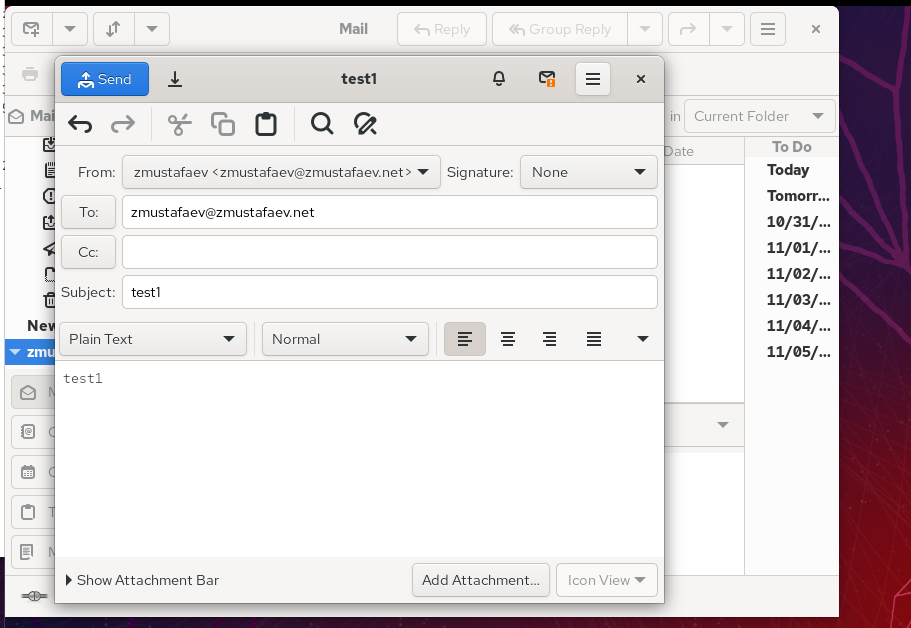 Mail
Reply
Group Reply
Send
test1
Mai
in
Current Folder
From:
zmustafaev <zmustafaev@zmustafaev.net>
Signature:
None
Date
To Do
To:
zmustafaev@zmustafaev.net
Today
Tomorr...
Cc:
10/31/...
11/01/...
11/02/...
Subject:
test1
11/03/...
New
Plain Text
Normal
11/04/...
zmu
11/05/...
test1
Show Attachment Bar
Add Attachment...
Icon View